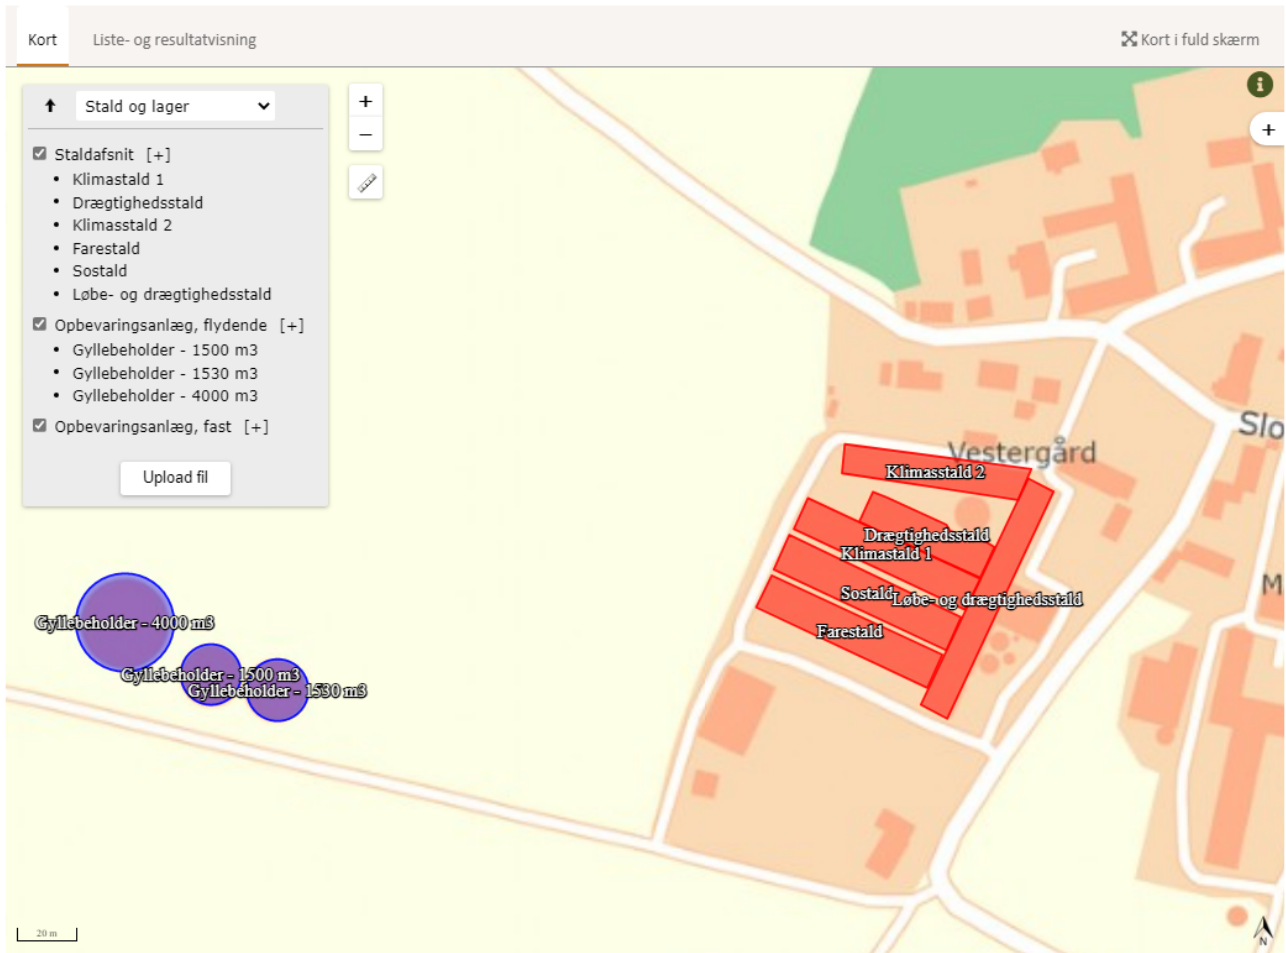 Kort
Liste- og resultatvisning
Kort i fuld skærm
Stald og lager
Staldafsnit [+]
Klimastald 1
Drægtighedsstald
Klimasstald 2
Farestald
Sostald
Løbe- og drægtighedsstald
Opbevaringsanlæg, flydende [+]
Gyllebeholder - 1500 m3
Gyllebeholder - 1530 m3
Gyllebeholder - 4000 m3
Opbevaringsanlæg, fast [+]
Upload fil
+
−
i
+
Slo
Vestergård
Klimasstald 2
Drægtighedsstald
Klimastald 1
Sostald
Løbe- og drægtighedsstald
Farestald
M
Gyllebeholder - 4000 m3
Gyllebeholder - 1500 m3
Gyllebeholder - 1530 m3
20 m
N